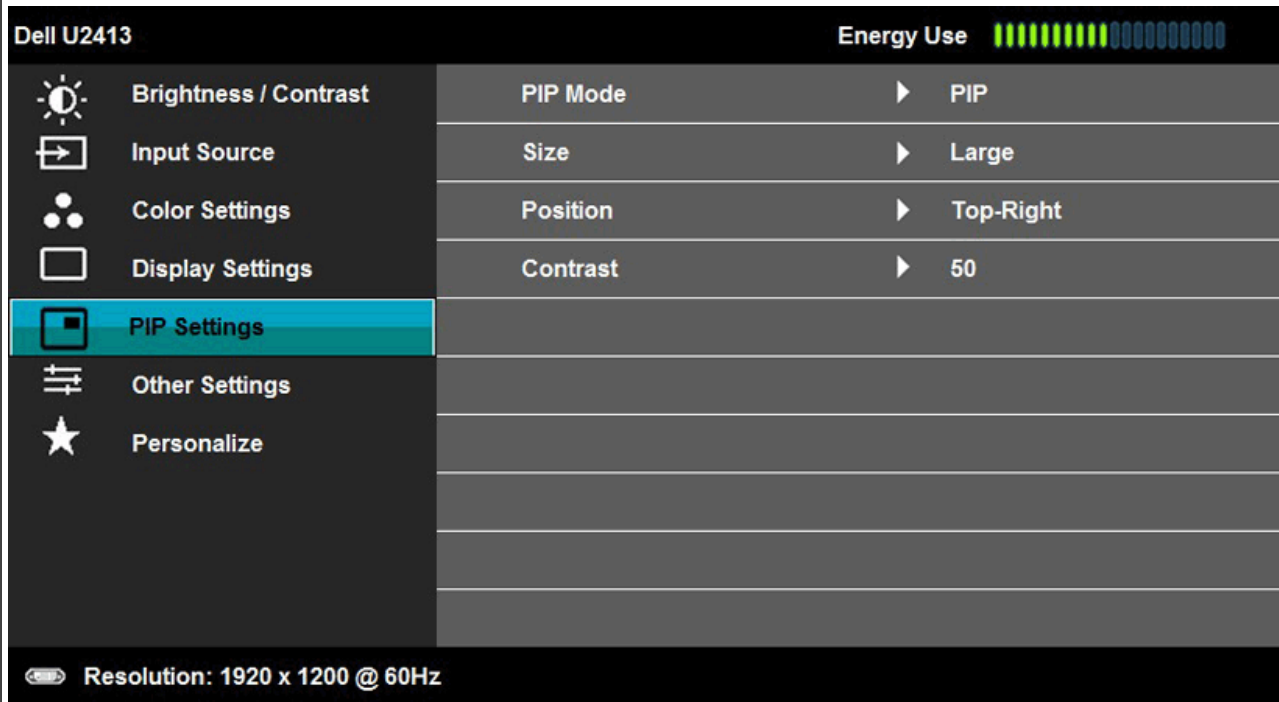 Dell U2413 Energy Use
Brightness / Contrast PIP Mode PIP
Input Source Size Large
Color Settings Position Top-Right
Display Settings Contrast 50
PIP Settings
Other Settings
Personalize
Resolution: 1920 x 1200 @ 60Hz